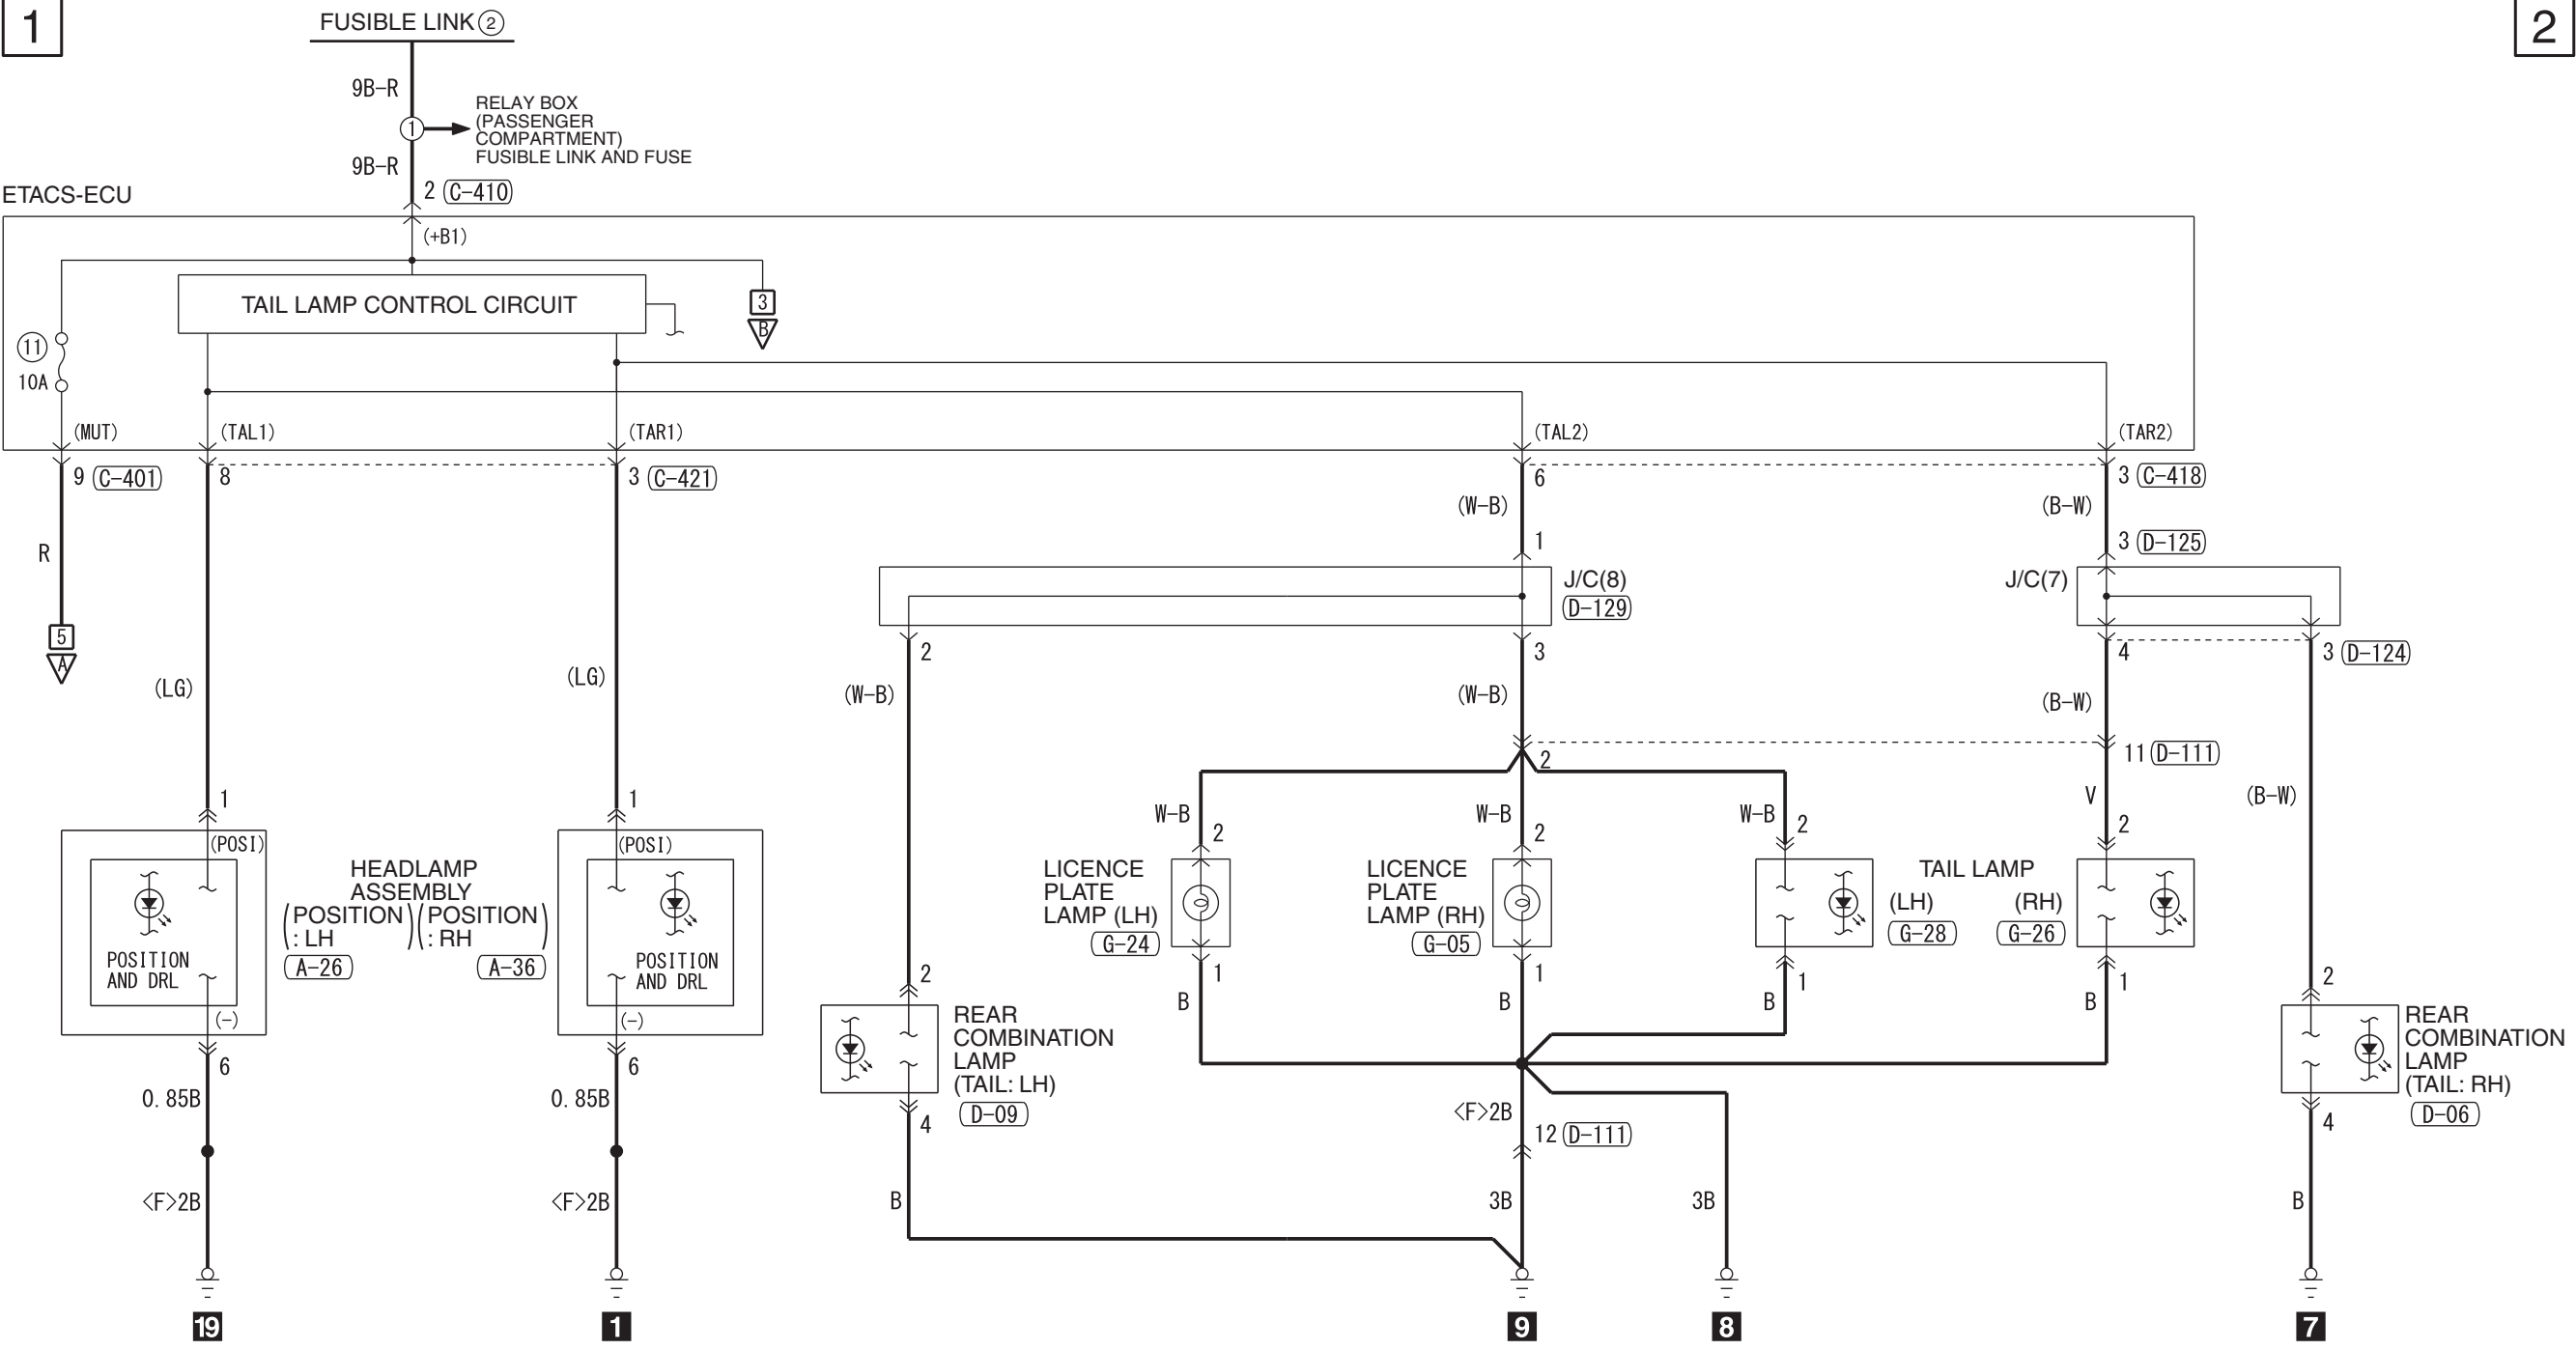 1
2
FUSIBLE LINK ②
9B-R
1
RELAY BOX
(PASSENGER
COMPARTMENT)
FUSIBLE LINK AND FUSE
9B-R
2 C-410
ETACS-ECU
(+B1)
TAIL LAMP CONTROL CIRCUIT
3
B
11
10A
(MUT)
(TAL1)
(TAR1)
(TAL2)
(TAR2)
9 C-401
8
3 C-421
6
3 C-418
(W-B)
(B-W)
R
1
3 D-125
J/C(8)
D-129
J/C(7)
5
A
2
3
4
3 D-124
(LG)
(LG)
(W-B)
(W-B)
(B-W)
2
11 D-111
1
1
W-B
2
W-B
2
W-B
2
V
2
(B-W)
(POSI)
(POSI)
HEADLAMP
ASSEMBLY
(POSITION
: LH)
(POSITION
: RH)
A-26
A-36
POSITION
AND DRL
POSITION
AND DRL
(-)
(-)
LICENCE
PLATE
LAMP (LH)
G-24
LICENCE
PLATE
LAMP (RH)
G-05
TAIL LAMP
(LH)
(RH)
G-28
G-26
1
1
1
1
B
B
B
B
2
REAR
COMBINATION
LAMP
(TAIL: LH)
D-09
2
REAR
COMBINATION
LAMP
(TAIL: RH)
D-06
6
6
0.85B
0.85B
4
<F>2B
12 D-111
4
<F>2B
<F>2B
B
3B
3B
B
19
1
9
8
7